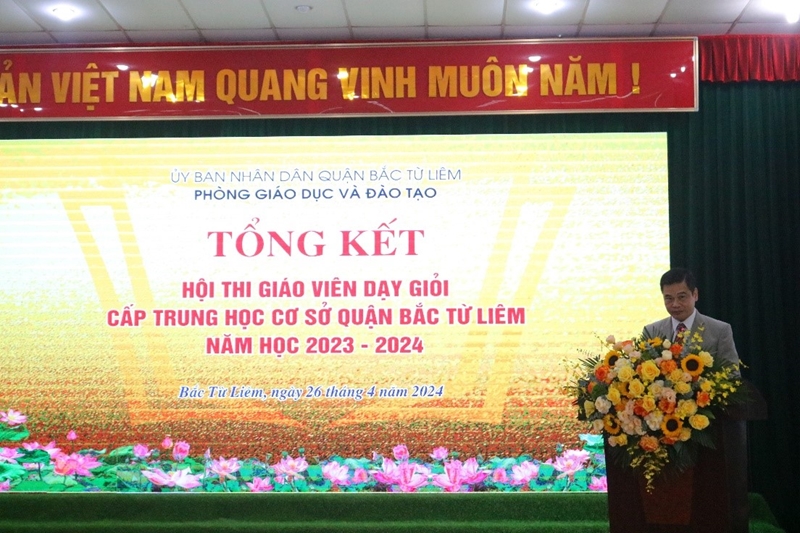 ẢN VIỆT NAM QUANG VINH MUÔN NĂM !
ỦY BAN NHÂN DÂN QUẬN BẮC TỪ LIÊM
PHÒNG GIÁO DỤC VÀ ĐÀO TẠO
TỔNG KẾT
HỘI THI GIÁO VIÊN DẠY GIỎI
CẤP TRUNG HỌC CƠ SỞ QUẬN BẮC TỪ LIÊM
NĂM HỌC 2023 - 2024
Bắc Từ Liêm, ngày 26 tháng 4 năm 2024